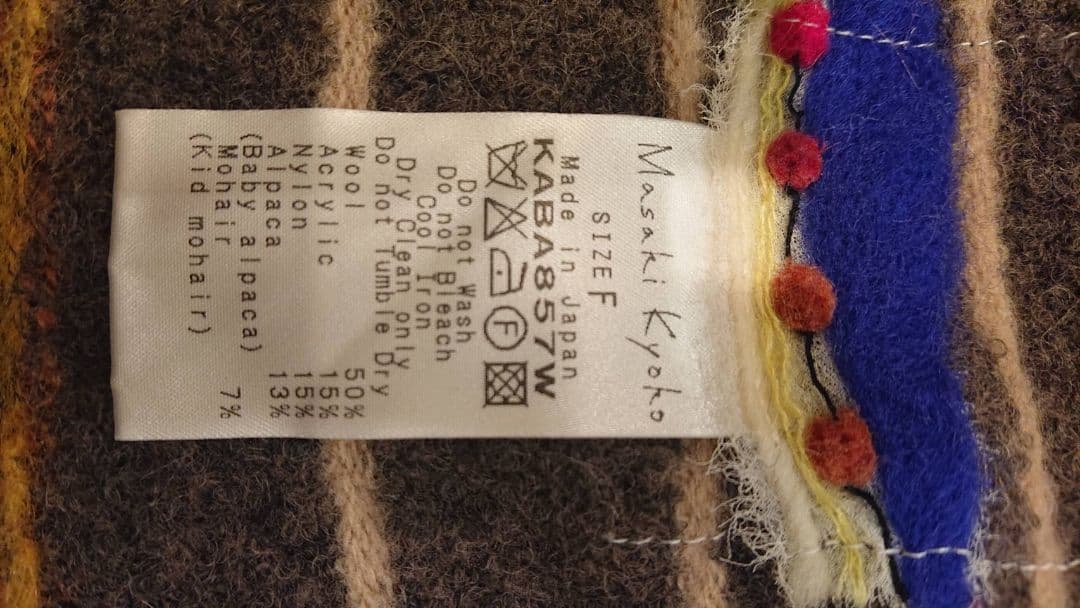 Masaki Kyoko
SIZE F
Made in Japan
KABA857W
F
Do not Wash
Do not Bleach
Cool Iron
Dry Clean only
Do not Tumble Dry
Wool 50%
Acrylic 15%
Nylon 15%
Alpaca 13%
(Baby alpaca)
Mohair 7%
(Kid mohair)